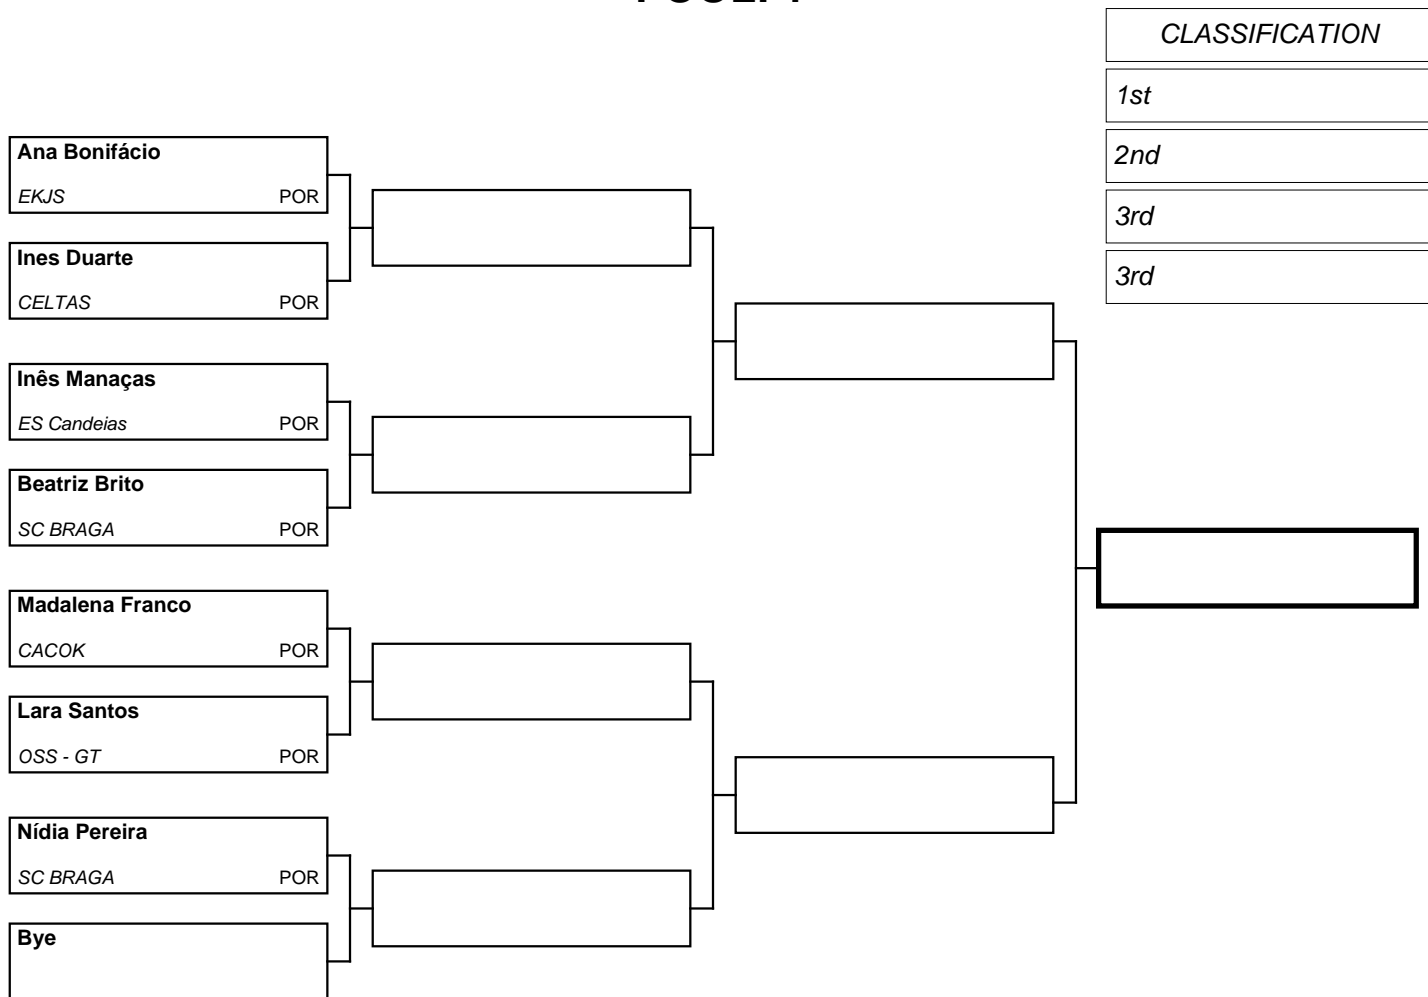 CLASSIFICATION
1st
2nd
3rd
3rd
Ana Bonifácio
EKJS POR
Ines Duarte
CELTAS POR
Inês Manaças
ES Candeias POR
Beatriz Brito
SC BRAGA POR
Madalena Franco
CACOK POR
Lara Santos
OSS - GT POR
Nídia Pereira
SC BRAGA POR
Bye